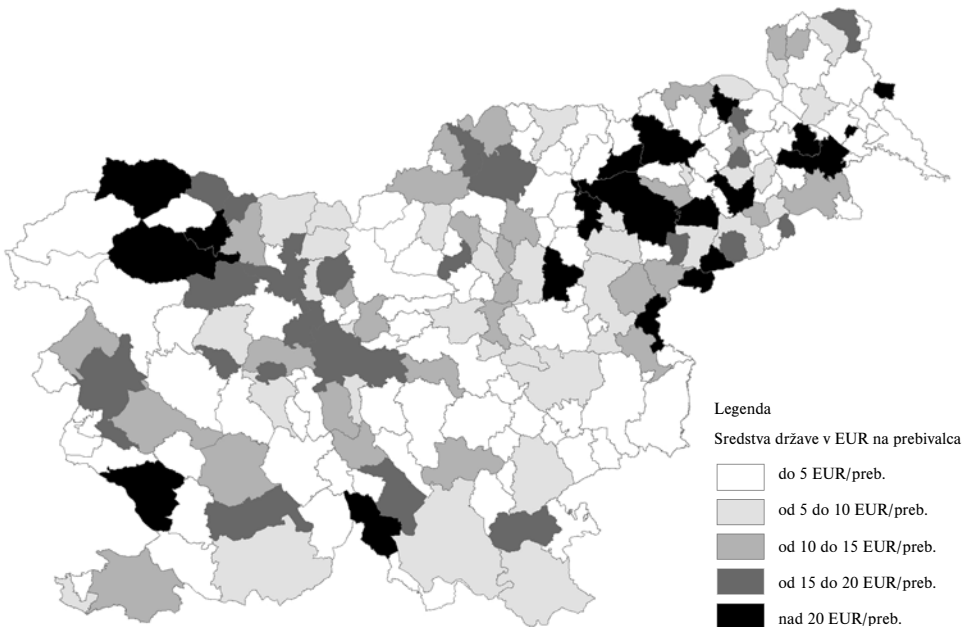 Legenda
Sredstva države v EUR na prebivalca
do 5 EUR/preb.
od 5 do 10 EUR/preb.
od 10 do 15 EUR/preb.
od 15 do 20 EUR/preb.
nad 20 EUR/preb.